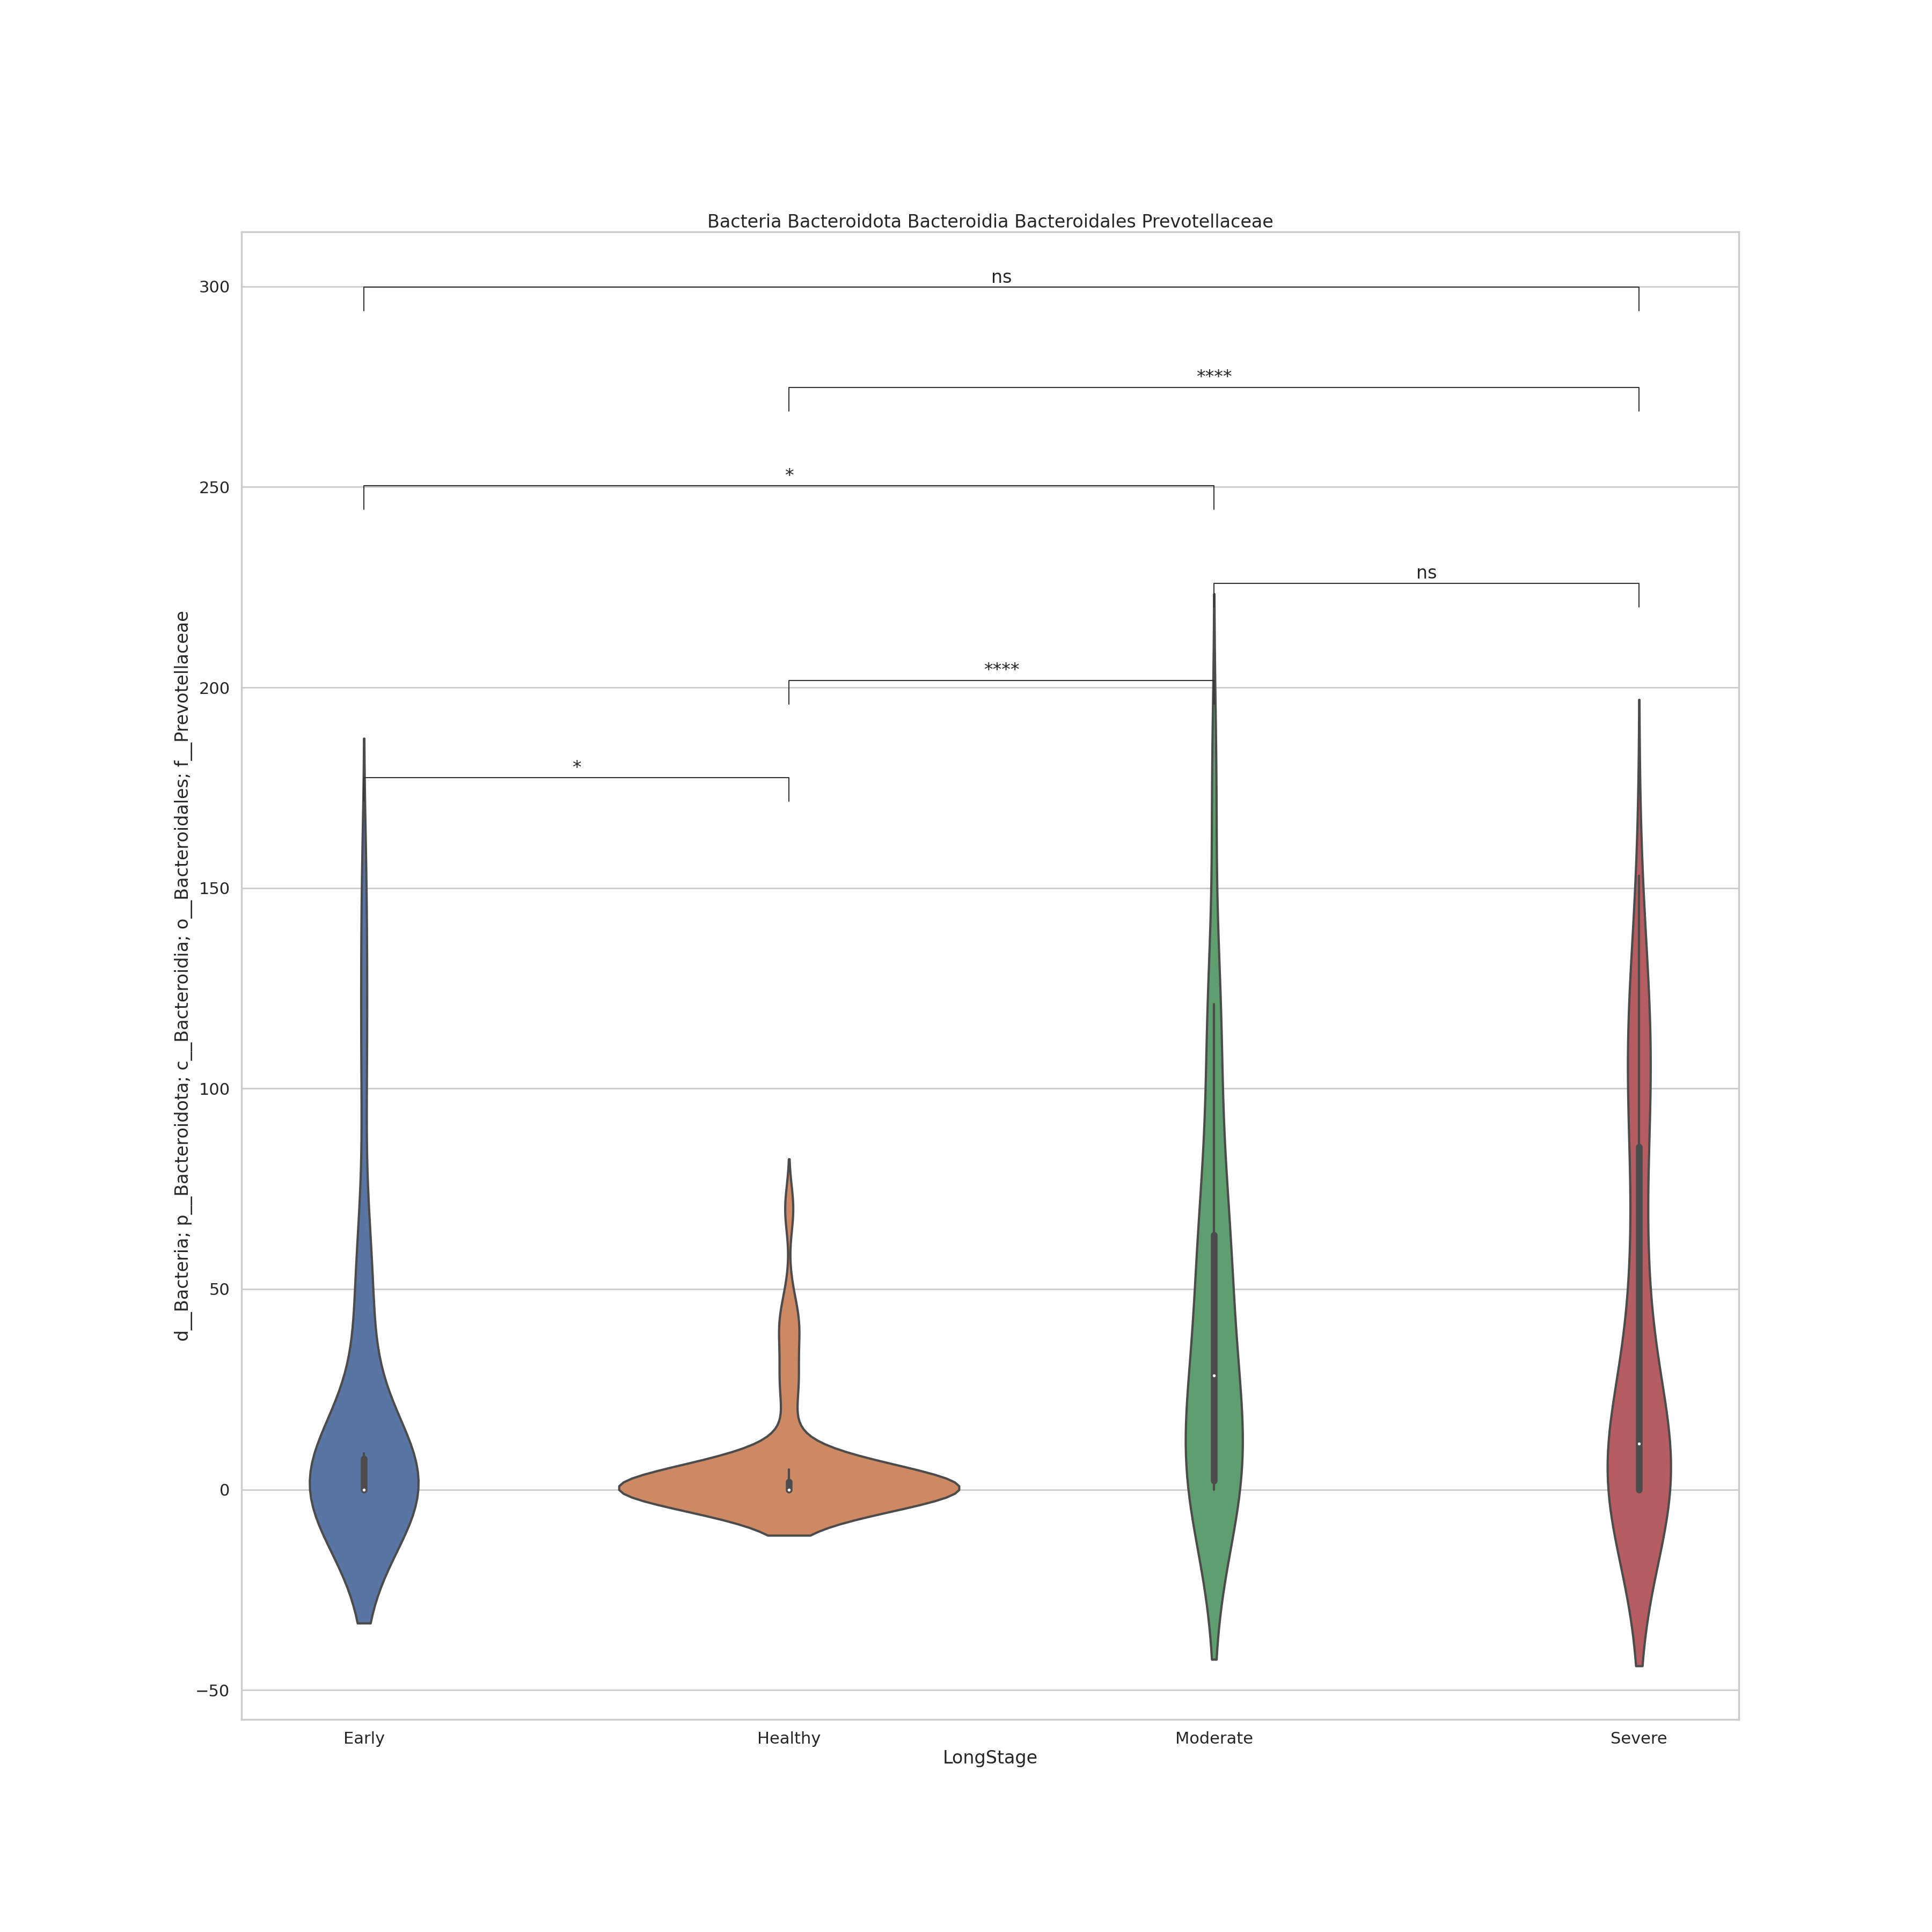 Bacteria Bacteroidota Bacteroidia Bacteroidales Prevotellaceae
d__Bacteria; p__Bacteroidota; c__Bacteroidia; o__Bacteroidales; f__Prevotellaceae
300
250
200
150
100
50
0
−50
ns
****
*
ns
****
*
Early
Healthy
Moderate
Severe
LongStage